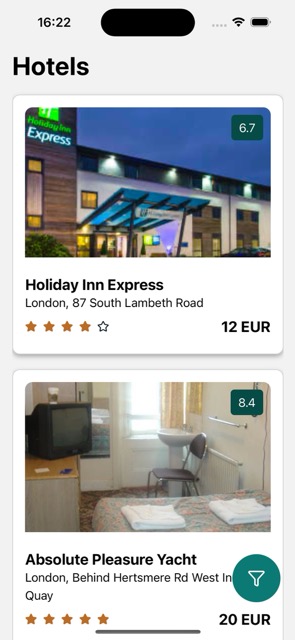 16:22
Hotels
Holiday Inn
Express
6.7
Holiday Inn Express
London, 87 South Lambeth Road
12 EUR
8.4
Absolute Pleasure Yacht
London, Behind Hertsmere Rd West In
Quay
20 EUR